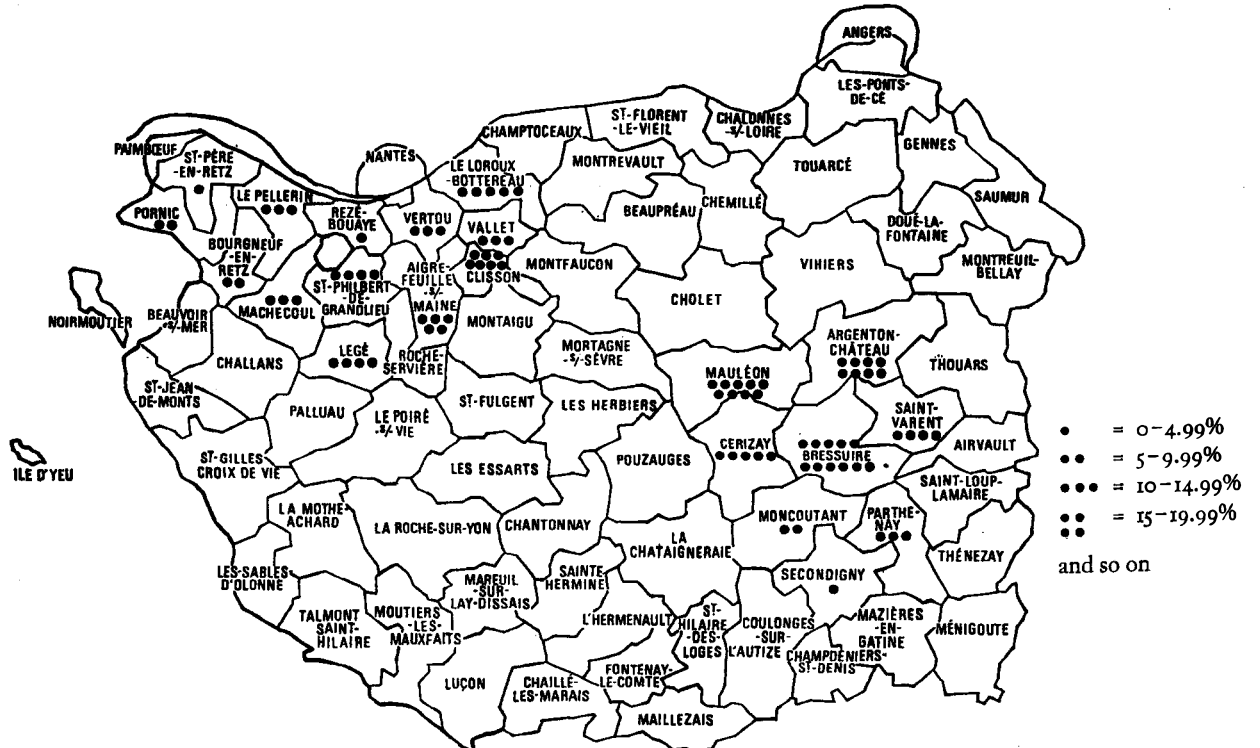 ANGERS
LES-PONTS-
DE-CÉ
ST-FLORENT
-LE-VIEIL
CHALONNES
-S/-LOIRE
CHAMPTOCEAUX
GENNES
PAIMBŒUF
ST-PÈRE
-EN-RETZ
NANTES
LE LOROUX
-BOTTEREAU
MONTREVAULT
TOUARCÉ
SAUMUR
LE PELLERIN
PORNIC
REZÉ-
BOUAYE
VERTOU
VALLET
BEAUPRÉAU
CHEMILLÉ
DOUÉ-LA-
FONTAINE
BOURGNEUF
-EN-
RETZ
AIGRE-
FEUILLE
-S/-
MAINE
CLISSON
MONTFAUCON
VIHIERS
MONTREUIL-
BELLAY
ST-PHILBERT
-DE-
GRANDLIEU
CHOLET
NOIRMOUTIER
BEAUVOIR
-S/-MER
MACHECOUL
MONTAIGU
CHALLANS
LEGÉ
ROCHE-
SERVIÈRE
MORTAGNE
-S/-SÈVRE
ARGENTON-
CHÂTEAU
THOUARS
MAULÉON
ST-JEAN
-DE-MONTS
PALLUAU
LE POIRÉ
-S/-VIE
ST-FULGENT
LES HERBIERS
SAINT-
VARENT
CERIZAY
BRESSUIRE
AIRVAULT
= 0–4.99%
= 5–9.99%
= 10–14.99%
= 15–19.99%
and so on
ILE D'YEU
ST-GILLES
CROIX DE VIE
LES ESSARTS
POUZAUGES
SAINT-LOUP-
LAMAIRE
LA MOTHE-
ACHARD
LA ROCHE-SUR-YON
CHANTONNAY
MONCOUTANT
PARTHE-
NAY
LA
CHATAIGNERAIE
THÉNEZAY
LES-SABLES
D'OLONNE
MAREUIL
-SUR-
LAY-DISSAIS
SAINTE
HERMINE
SECONDIGNY
TALMONT
SAINT-
HILAIRE
MOUTIERS
-LES-
MAUXFAITS
L'HERMENAULT
ST-
HILAIRE
-DES-
LOGES
COULONGES
-SUR-
L'AUTIZE
MAZIÈRES
-EN-
GATINE
MÉNIGOUTE
CHAMPDENIERS-
ST-DENIS
LUÇON
CHAILLÉ-
LES-MARAIS
FONTENAY-
LE-COMTE
MAILLEZAIS